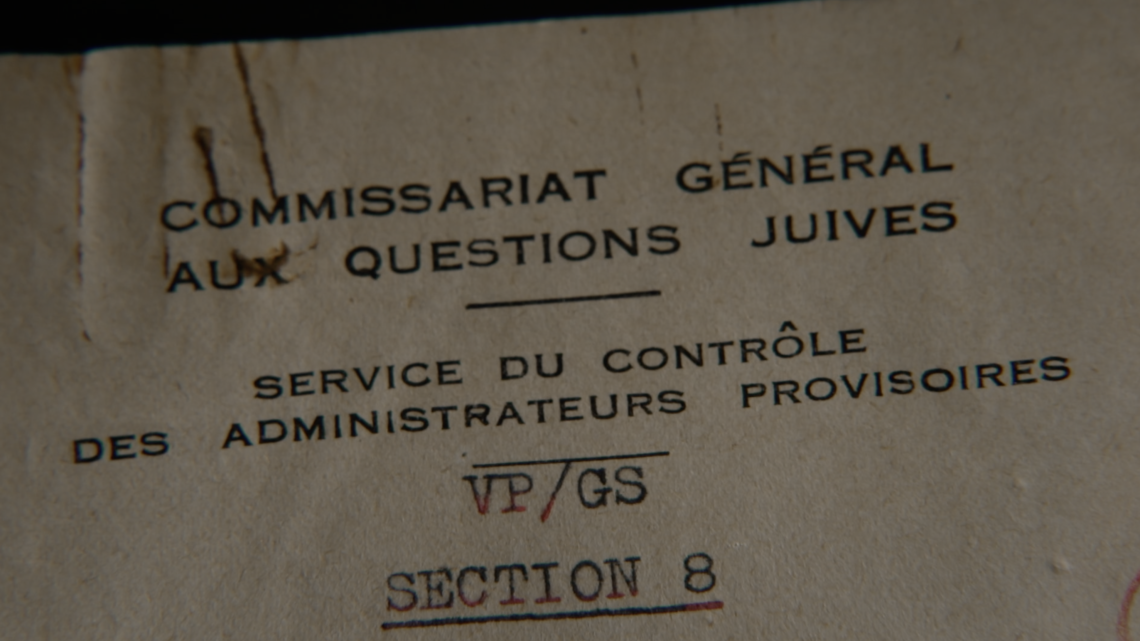 COMMISSARIAT GÉNÉRAL
AUX QUESTIONS JUIVES
SERVICE DU CONTRÔLE
DES ADMINISTRATEURS PROVISOIRES
VP/GS
SECTION 8